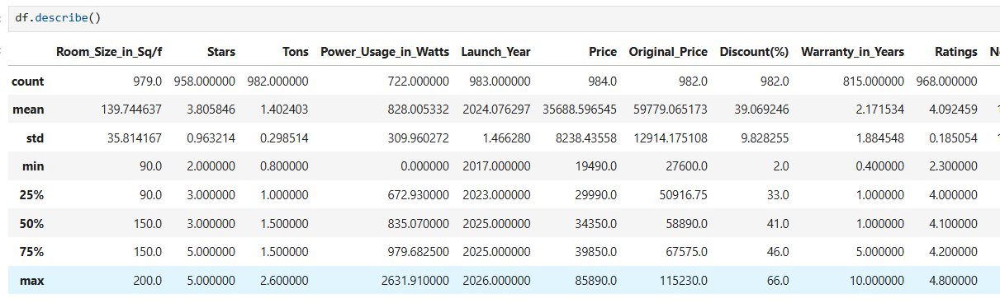 df.describe()
Room_Size_in_Sq/f Stars Tons Power_Usage_in_Watts Launch_Year Price Original_Price Discount(%) Warranty_in_Years Ratings
count 979.0 958.000000 982.000000 722.000000 983.000000 984.0 982.0 982.0 815.000000 968.000000
mean 139.744637 3.805846 1.402403 828.005332 2024.076297 35688.596545 59779.065173 39.069246 2.171534 4.092459
std 35.814167 0.963214 0.298514 309.960272 1.466280 8238.43558 12914.175108 9.828255 1.884548 0.185054
min 90.0 2.000000 0.800000 0.000000 2017.000000 19490.0 27600.0 2.0 0.400000 2.300000
25% 90.0 3.000000 1.000000 672.930000 2023.000000 29990.0 50916.75 33.0 1.000000 4.000000
50% 150.0 3.000000 1.500000 835.070000 2025.000000 34350.0 58890.0 41.0 1.000000 4.100000
75% 150.0 5.000000 1.500000 979.682500 2025.000000 39850.0 67575.0 46.0 5.000000 4.200000
max 200.0 5.000000 2.600000 2631.910000 2026.000000 85890.0 115230.0 66.0 10.000000 4.800000